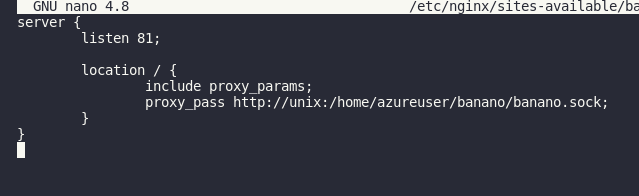 GNU nano 4.8 /etc/nginx/sites-available/ba
server {
listen 81;
location / {
include proxy_params;
proxy_pass http://unix:/home/azureuser/banano/banano.sock;
}
}